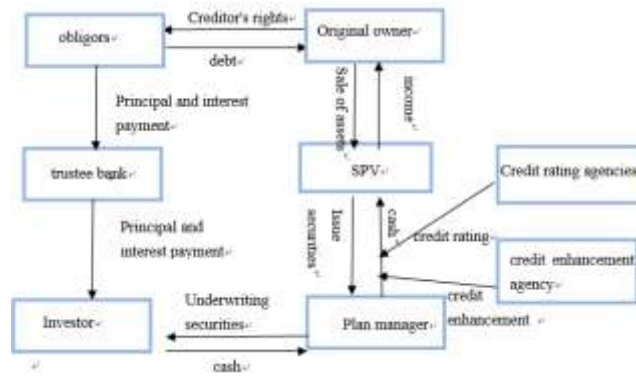 Creditor's rights
obligors
Original owner
debt
Principal and interest
payment
Sale of assets
income
trustee bank
SPV
Credit rating agencies
Principal and
interest payment
Issue
securities
cash
credit rating
credit enhancement
agency
Underwriting
securities
credit
enhancement
Investor
Plan manager
cash